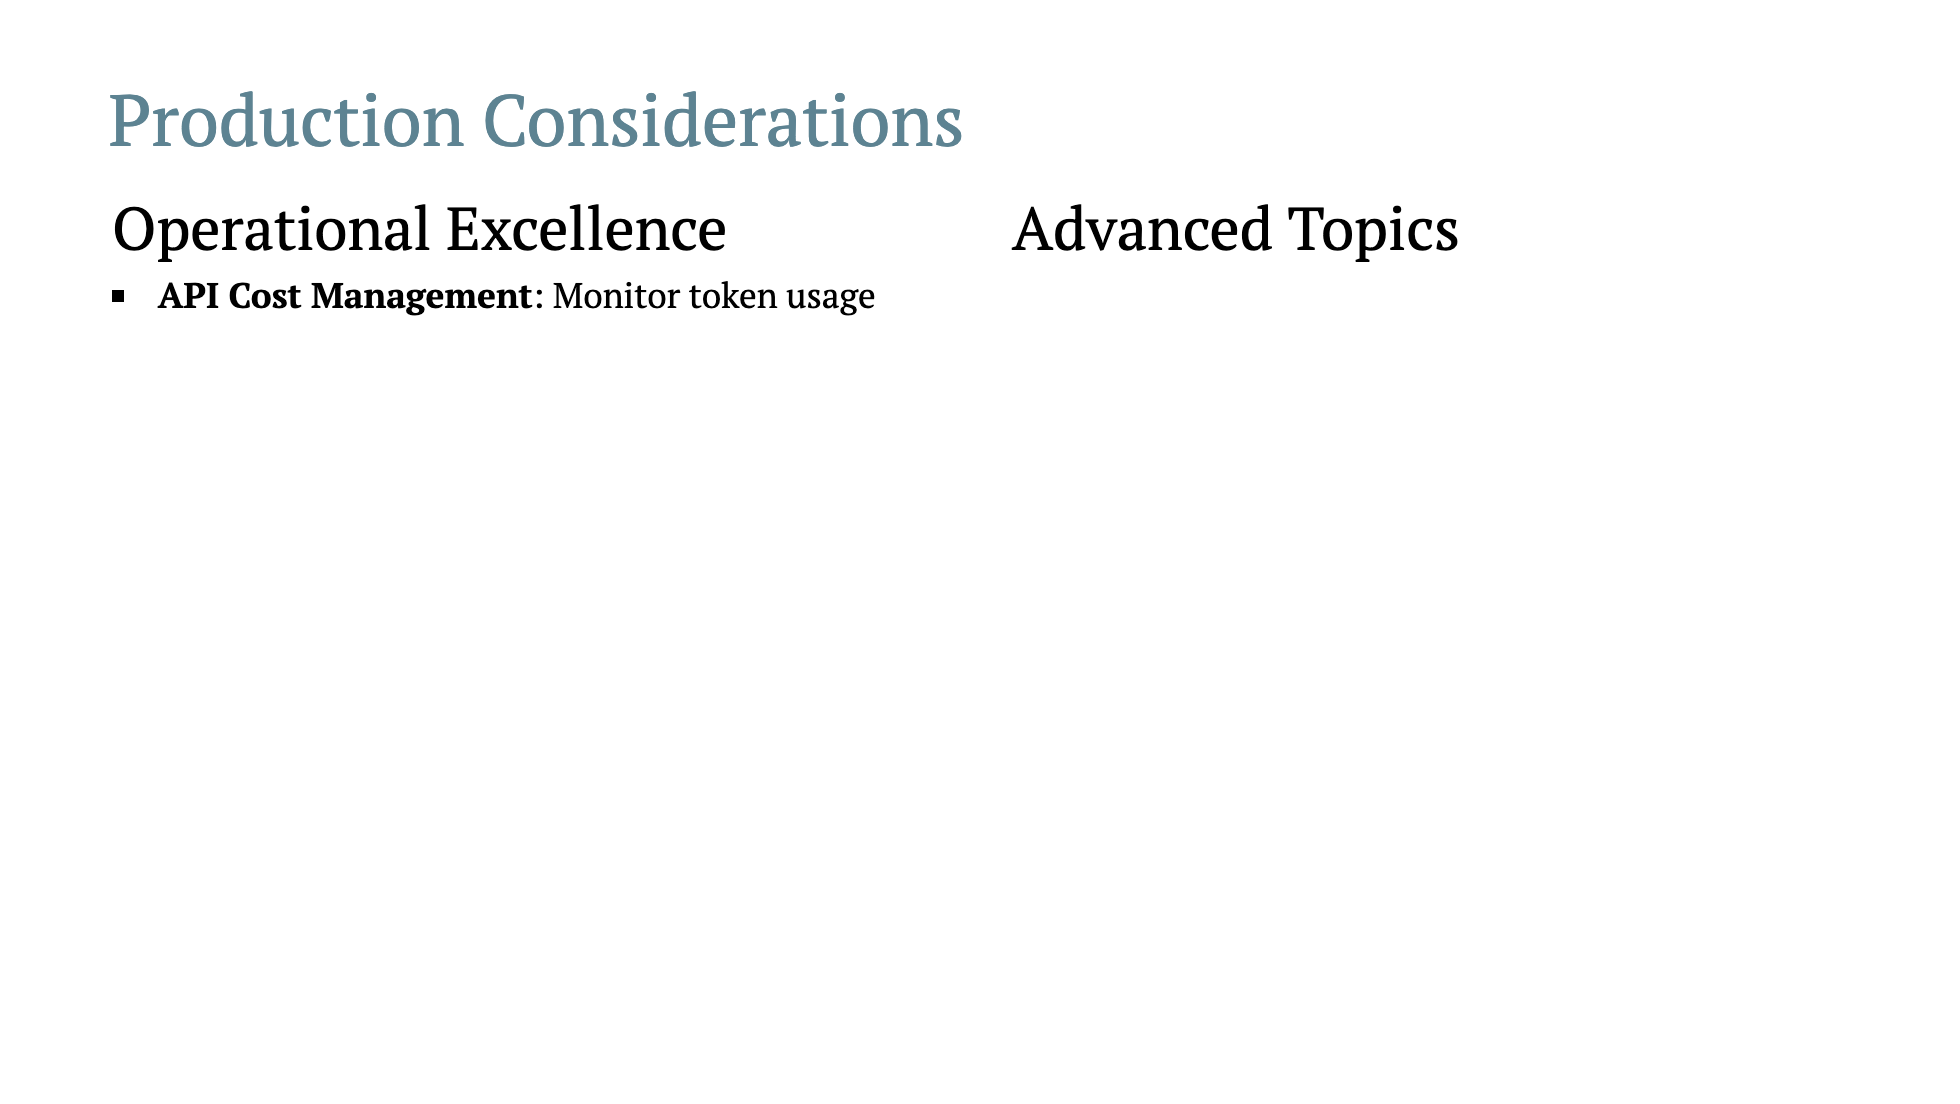 Production Considerations
Operational Excellence
▪ API Cost Management: Monitor token usage
Advanced Topics